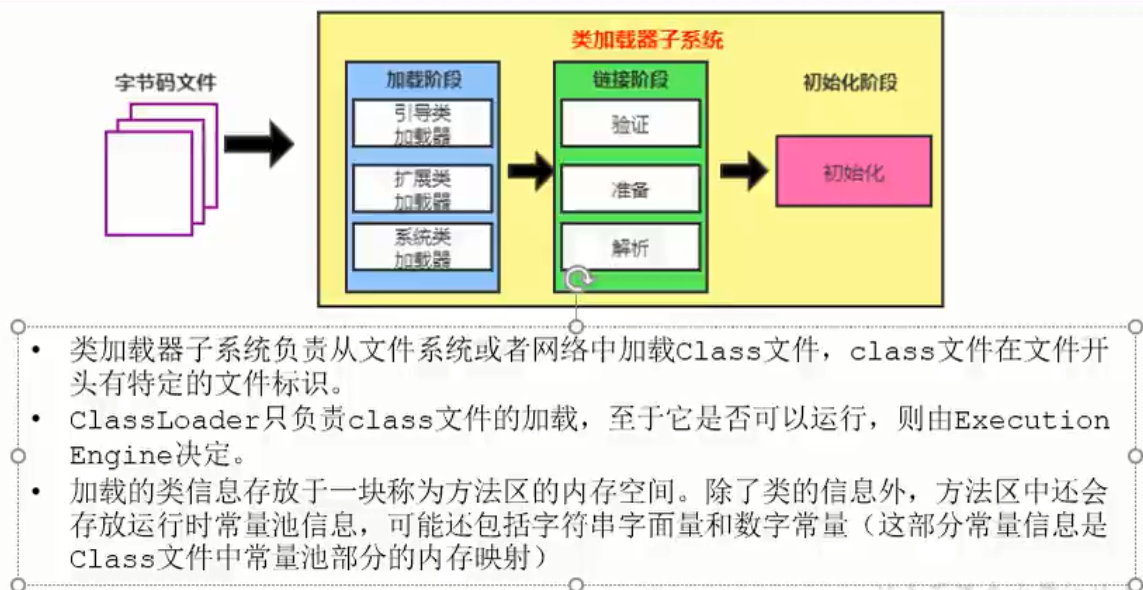 类加载器子系统
字节码文件
加载阶段
引导类
加载器
扩展类
加载器
系统类
加载器
链接阶段
验证
准备
解析
初始化阶段
初始化
• 类加载器子系统负责从文件系统或者网络中加载Class文件，class文件在文件开
头有特定的文件标识。
• ClassLoader只负责class文件的加载，至于它是否可以运行，则由Execution
Engine决定。
• 加载的类信息存放于一块称为方法区的内存空间。除了类的信息外，方法区中还会
存放运行时常量池信息，可能还包括字符串字面量和数字常量（这部分常量信息是
Class文件中常量池部分的内存映射）